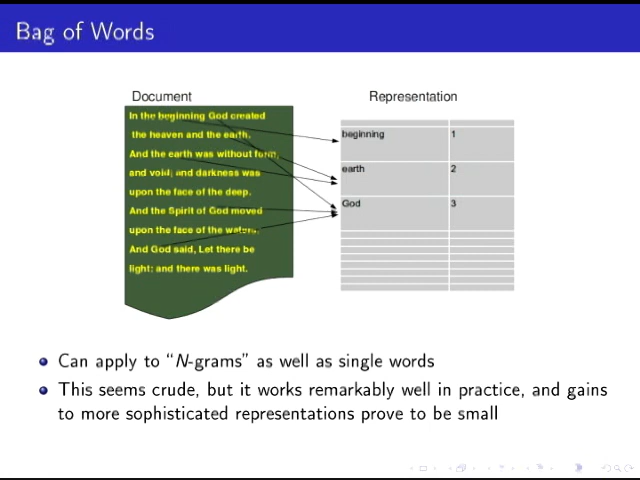 Bag of Words
Document
Representation
In the beginning God created
the heaven and the earth.
And the earth was without form,
and void; and darkness was
upon the face of the deep.
And the Spirit of God moved
upon the face of the waters.
And God said, Let there be
light: and there was light.
beginning 1
earth 2
God 3
Can apply to “N-grams” as well as single words
This seems crude, but it works remarkably well in practice, and gains
to more sophisticated representations prove to be small